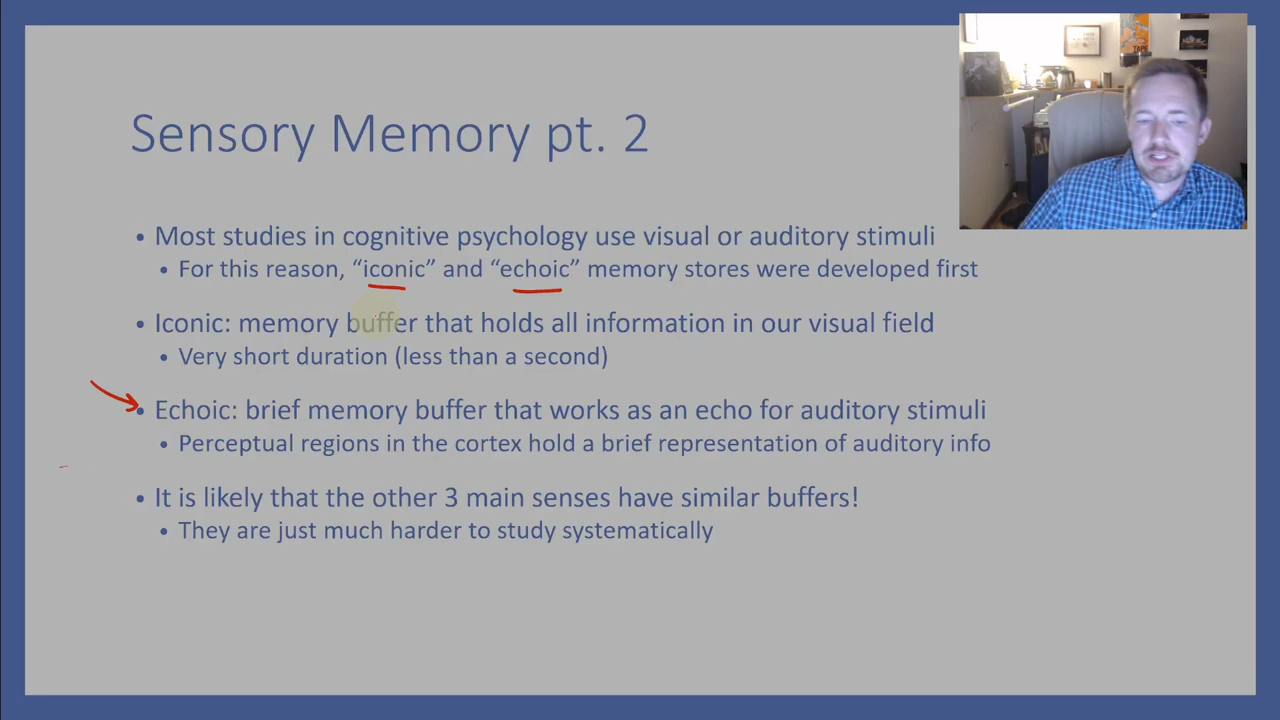 Sensory Memory pt. 2
• Most studies in cognitive psychology use visual or auditory stimuli
• For this reason, “iconic” and “echoic” memory stores were developed first
• Iconic: memory buffer that holds all information in our visual field
• Very short duration (less than a second)
• Echoic: brief memory buffer that works as an echo for auditory stimuli
• Perceptual regions in the cortex hold a brief representation of auditory info
• It is likely that the other 3 main senses have similar buffers!
• They are just much harder to study systematically